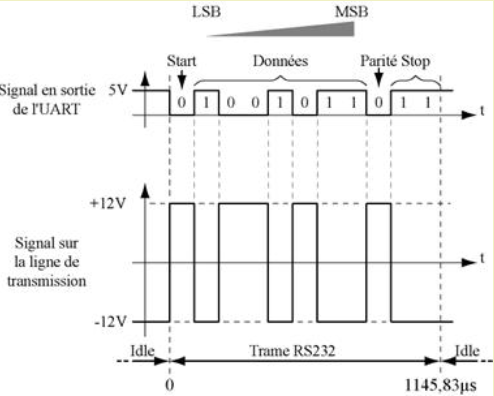 LSB MSB
Start Données Parité Stop
Signal en sortie de l'UART
5V 0 1 0 0 1 0 1 1 0 1 1 t
+12V
Signal sur
la ligne de
transmission
t
-12V
Idle Trame RS232 Idle
0 1145,83µs